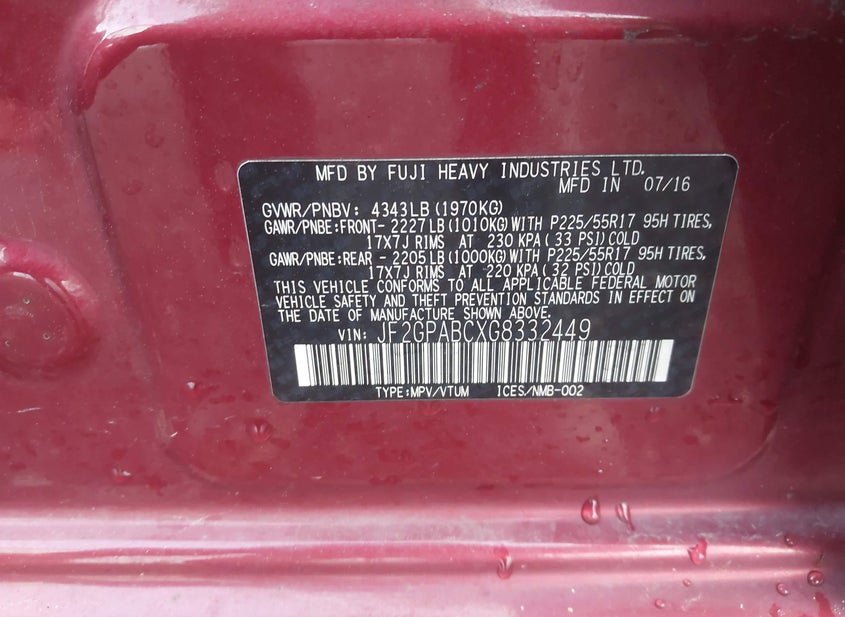 MFD BY FUJI HEAVY INDUSTRIES LTD.
MFD IN 07/16
GVWR/PNBV: 4343LB (1970KG)
GAWR/PNBE:FRONT- 2227LB (1010KG) WITH P225/55R17 95H TIRES,
17X7J RIMS AT 230 KPA ( 33 PSI) COLD
GAWR/PNBE:REAR - 2205LB (1000KG) WITH P225/55R17 95H TIRES,
17X7J RIMS AT 220 KPA ( 32 PSI) COLD
THIS VEHICLE CONFORMS TO ALL APPLICABLE FEDERAL MOTOR
VEHICLE SAFETY AND THEFT PREVENTION STANDARDS IN EFFECT ON
THE DATE OF MANUFACTURE SHOWN ABOVE.
VIN: JF2GPABCXG8332449
TYPE:MPV/VTUM ICES/NMB-002